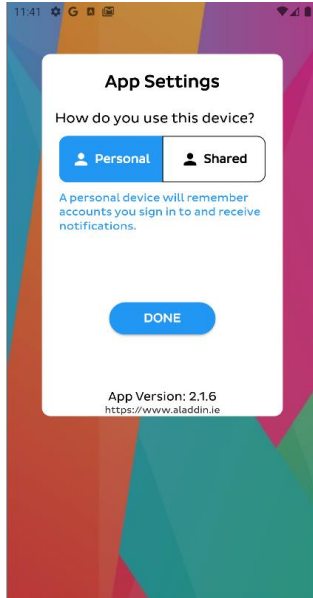 11:41
App Settings
How do you use this device?
Personal
Shared
A personal device will remember
accounts you sign in to and receive
notifications.
DONE
App Version: 2.1.6
https://www.aladdin.ie